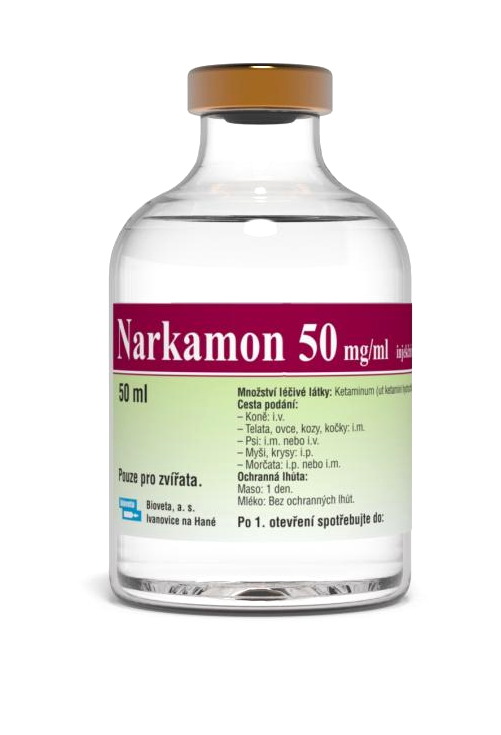 Narkamon 50 mg/ml
50 ml
Množství léčivé látky: Ketaminum (ut ketamini
Cesta podání:
– Koně: i.v.
– Telata, ovce, kozy, kočky: i.m.
– Psi: i.m. nebo i.v.
– Myši, krysy: i.p.
– Morčata: i.p. nebo i.m.
Ochranná lhůta:
Maso: 1 den.
Mléko: Bez ochranných lhůt.
Po 1. otevření spotřebujte do:
Pouze pro zvířata.
Bioveta, a. s.
Ivanovice na Hané